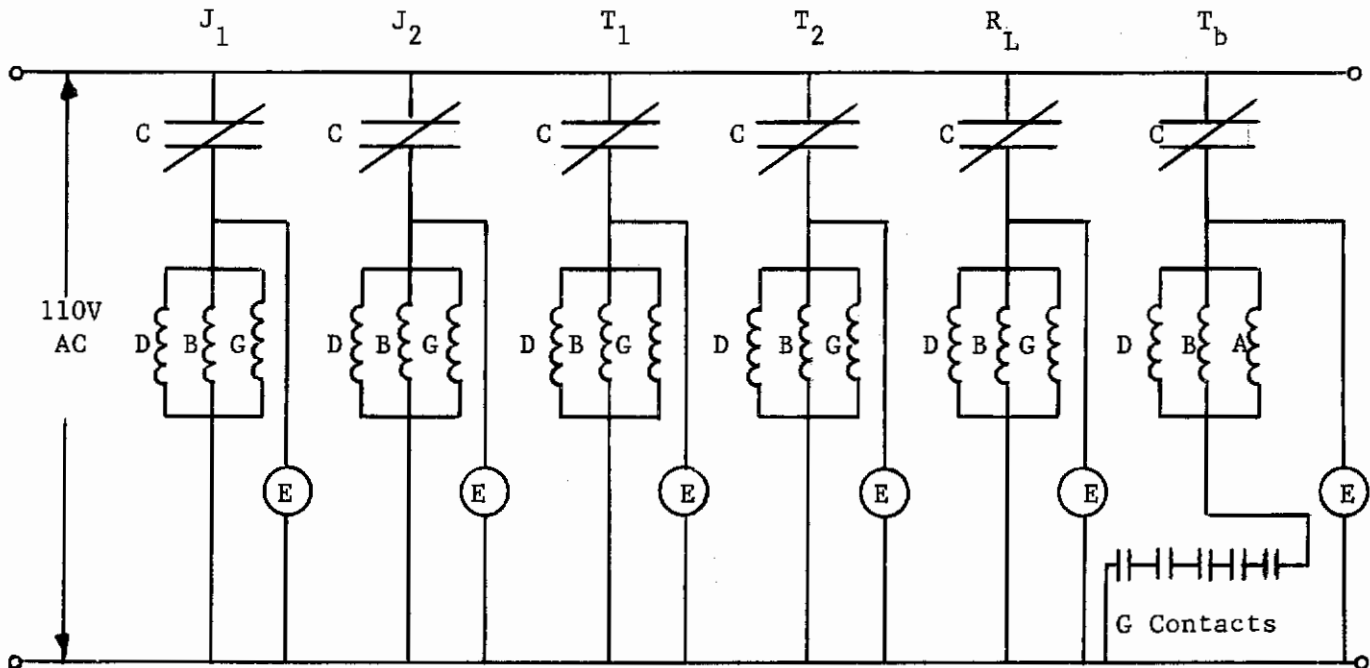 J1 J2 T1 T2 RL Tb
C C C C C C
110V
AC
D B G D B G D B G D B G D B G D B A
E E E E E E
G Contacts